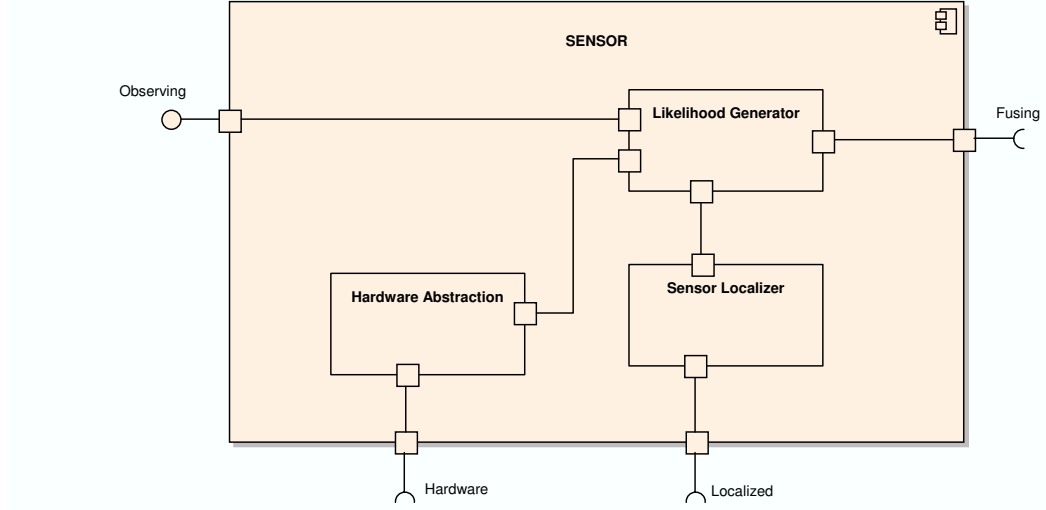 SENSOR
Observing
Likelihood Generator
Fusing
Hardware Abstraction
Sensor Localizer
Hardware
Localized